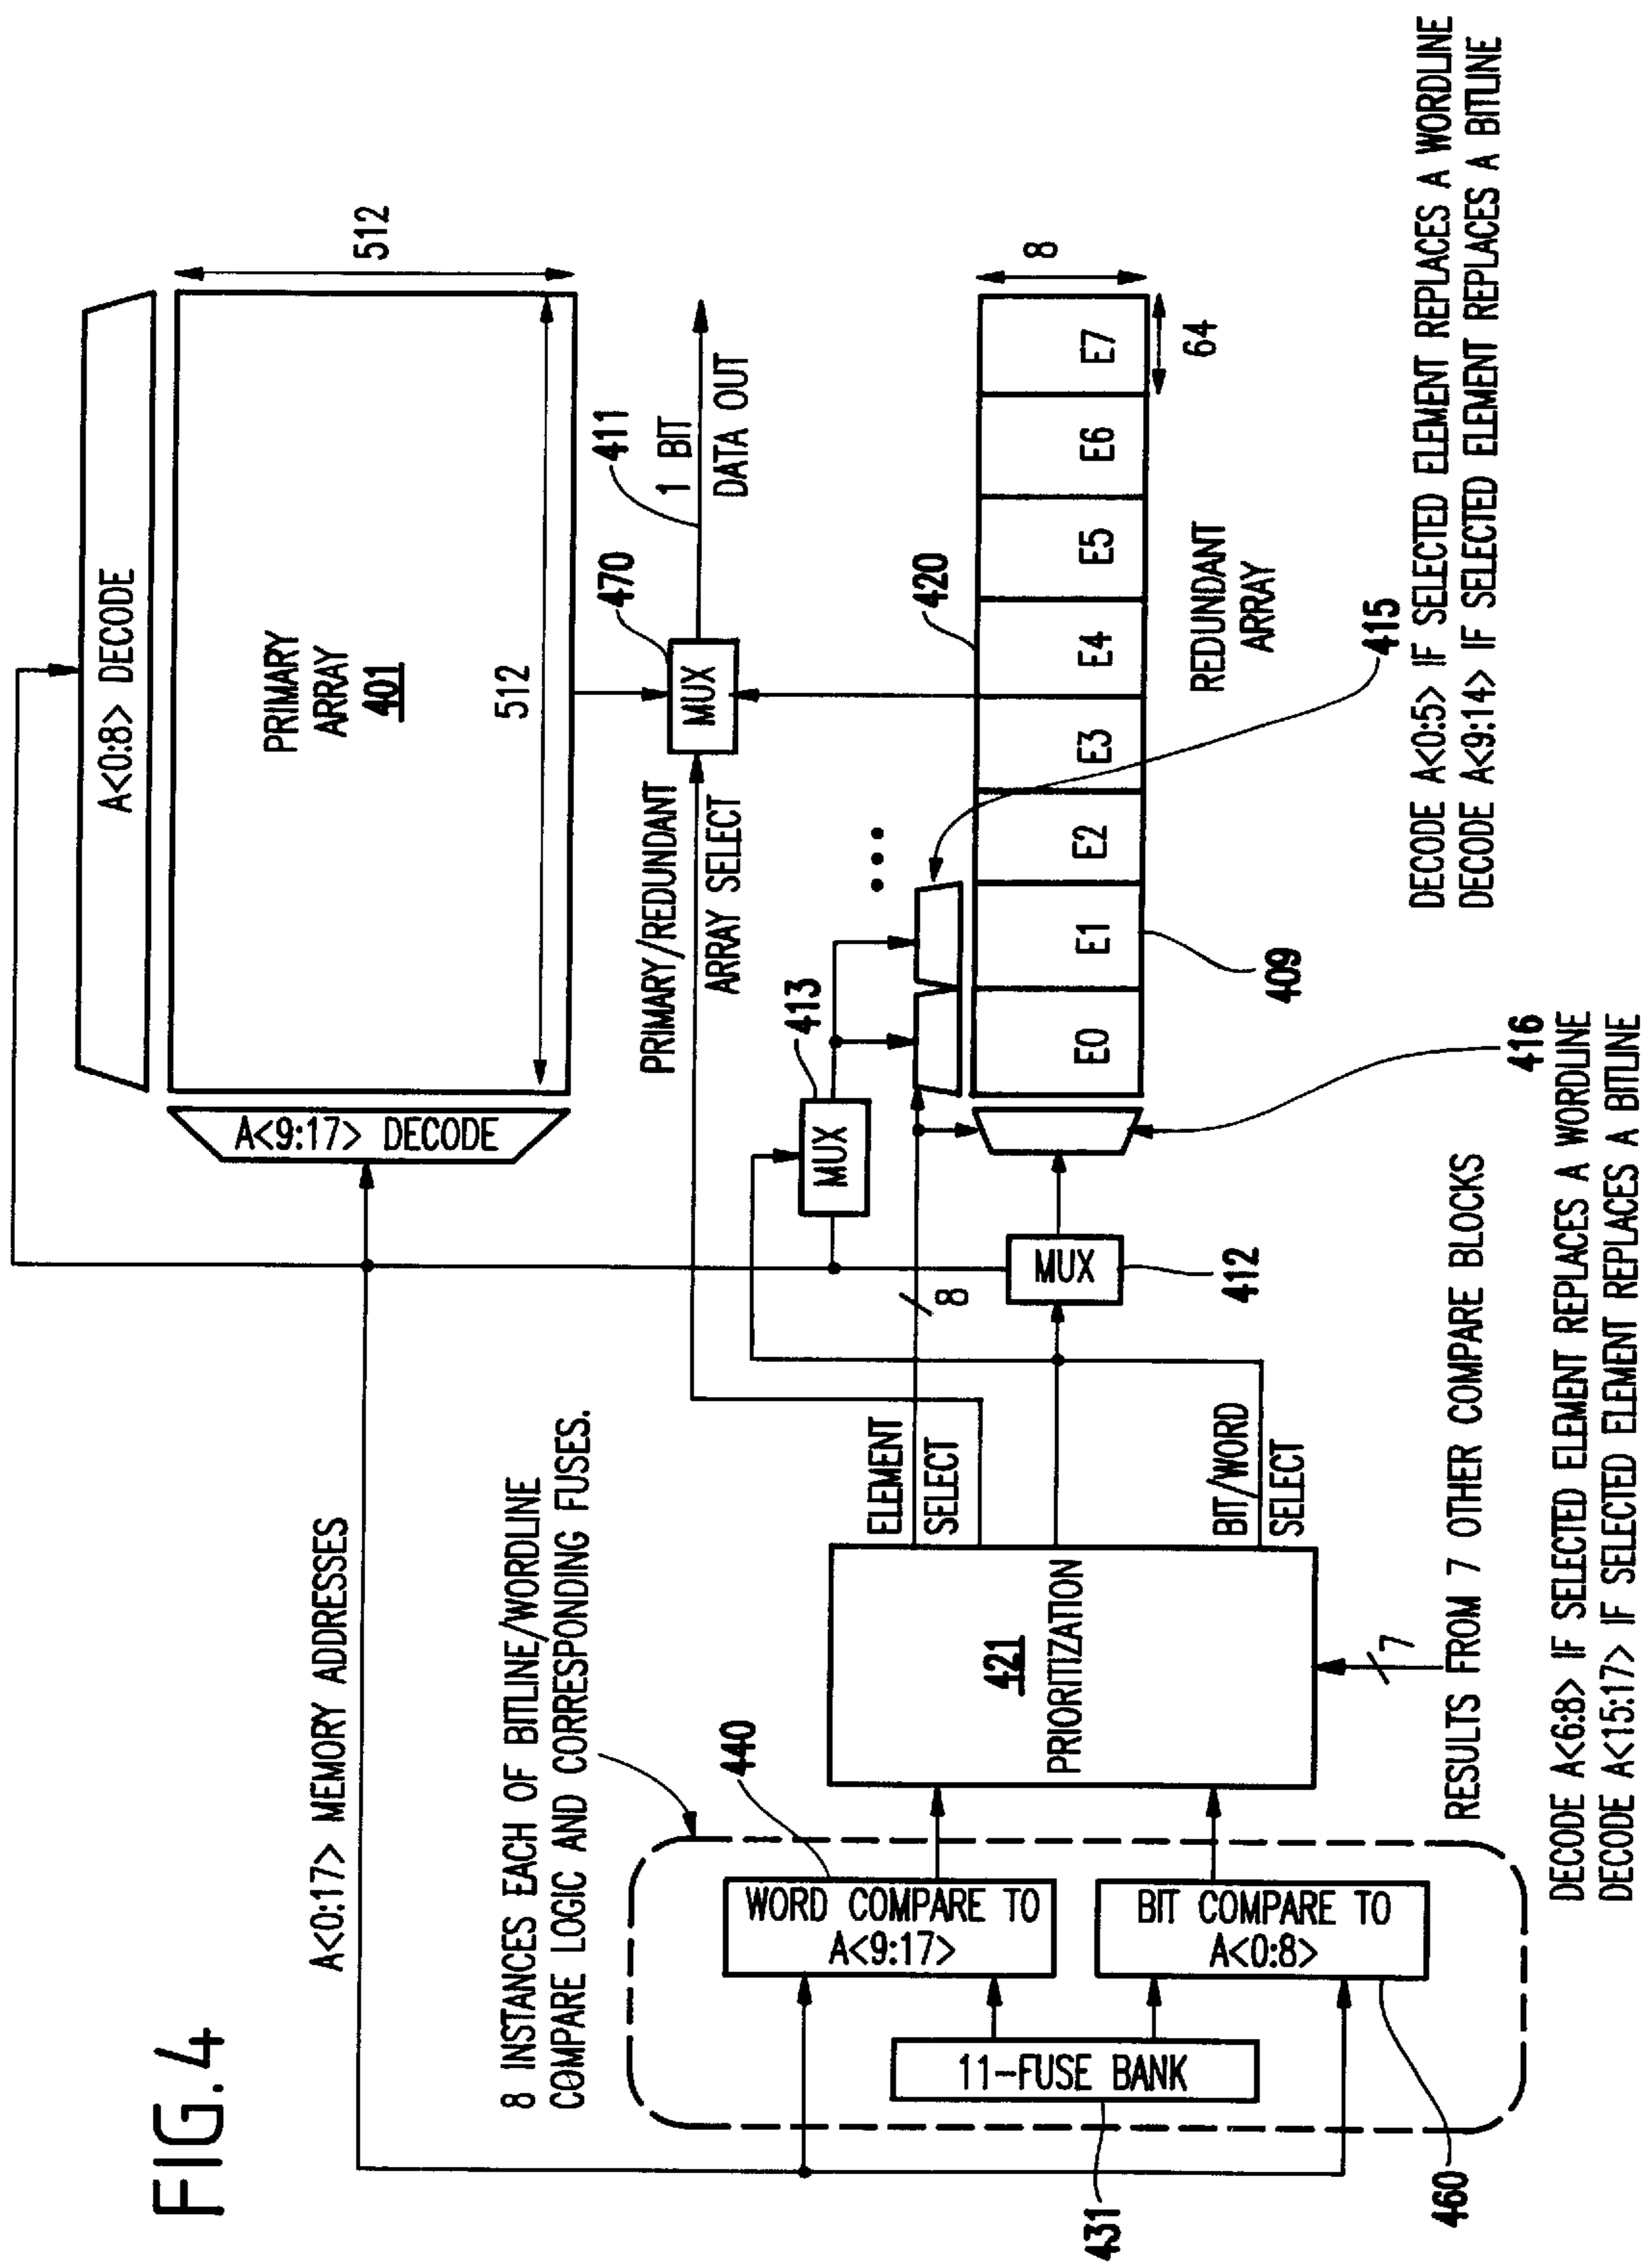 FIG.4
A<0:17> MEMORY ADDRESSES
A<0:8> DECODE
A<9:17> DECODE
PRIMARY
ARRAY
401
512
512
8 INSTANCES EACH OF BITLINE/WORDLINE
COMPARE LOGIC AND CORRESPONDING FUSES.
440
WORD COMPARE TO
A<9:17>
BIT COMPARE TO
A<0:8>
11-FUSE BANK
431
460
421
PRIORITIZATION
7
RESULTS FROM 7 OTHER COMPARE BLOCKS
ELEMENT
SELECT
BIT/WORD
SELECT
8
PRIMARY/REDUNDANT
ARRAY SELECT
MUX
413
MUX
412
MUX
470
411
1 BIT
DATA OUT
420
E0
E1
E2
E3
E4
E5
E6
E7
8
64
REDUNDANT
ARRAY
409
415
DECODE A<0:5> IF SELECTED ELEMENT REPLACES A WORDLINE
DECODE A<9:14> IF SELECTED ELEMENT REPLACES A BITLINE
416
DECODE A<6:8> IF SELECTED ELEMENT REPLACES A WORDLINE
DECODE A<15:17> IF SELECTED ELEMENT REPLACES A BITLINE